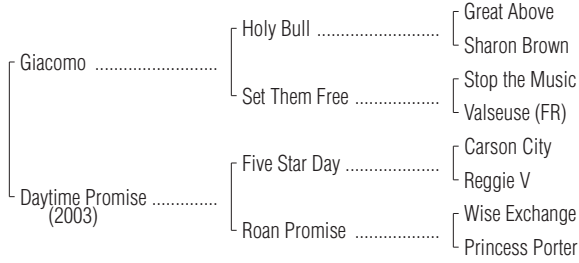 Great Above
Holy Bull ........................
Sharon Brown
Giacomo ........................
Stop the Music
Set Them Free .................
Valseuse (FR)
Carson City
Five Star Day ...................
Reggie V
Daytime Promise .............
(2003)
Wise Exchange
Roan Promise .................
Princess Porter